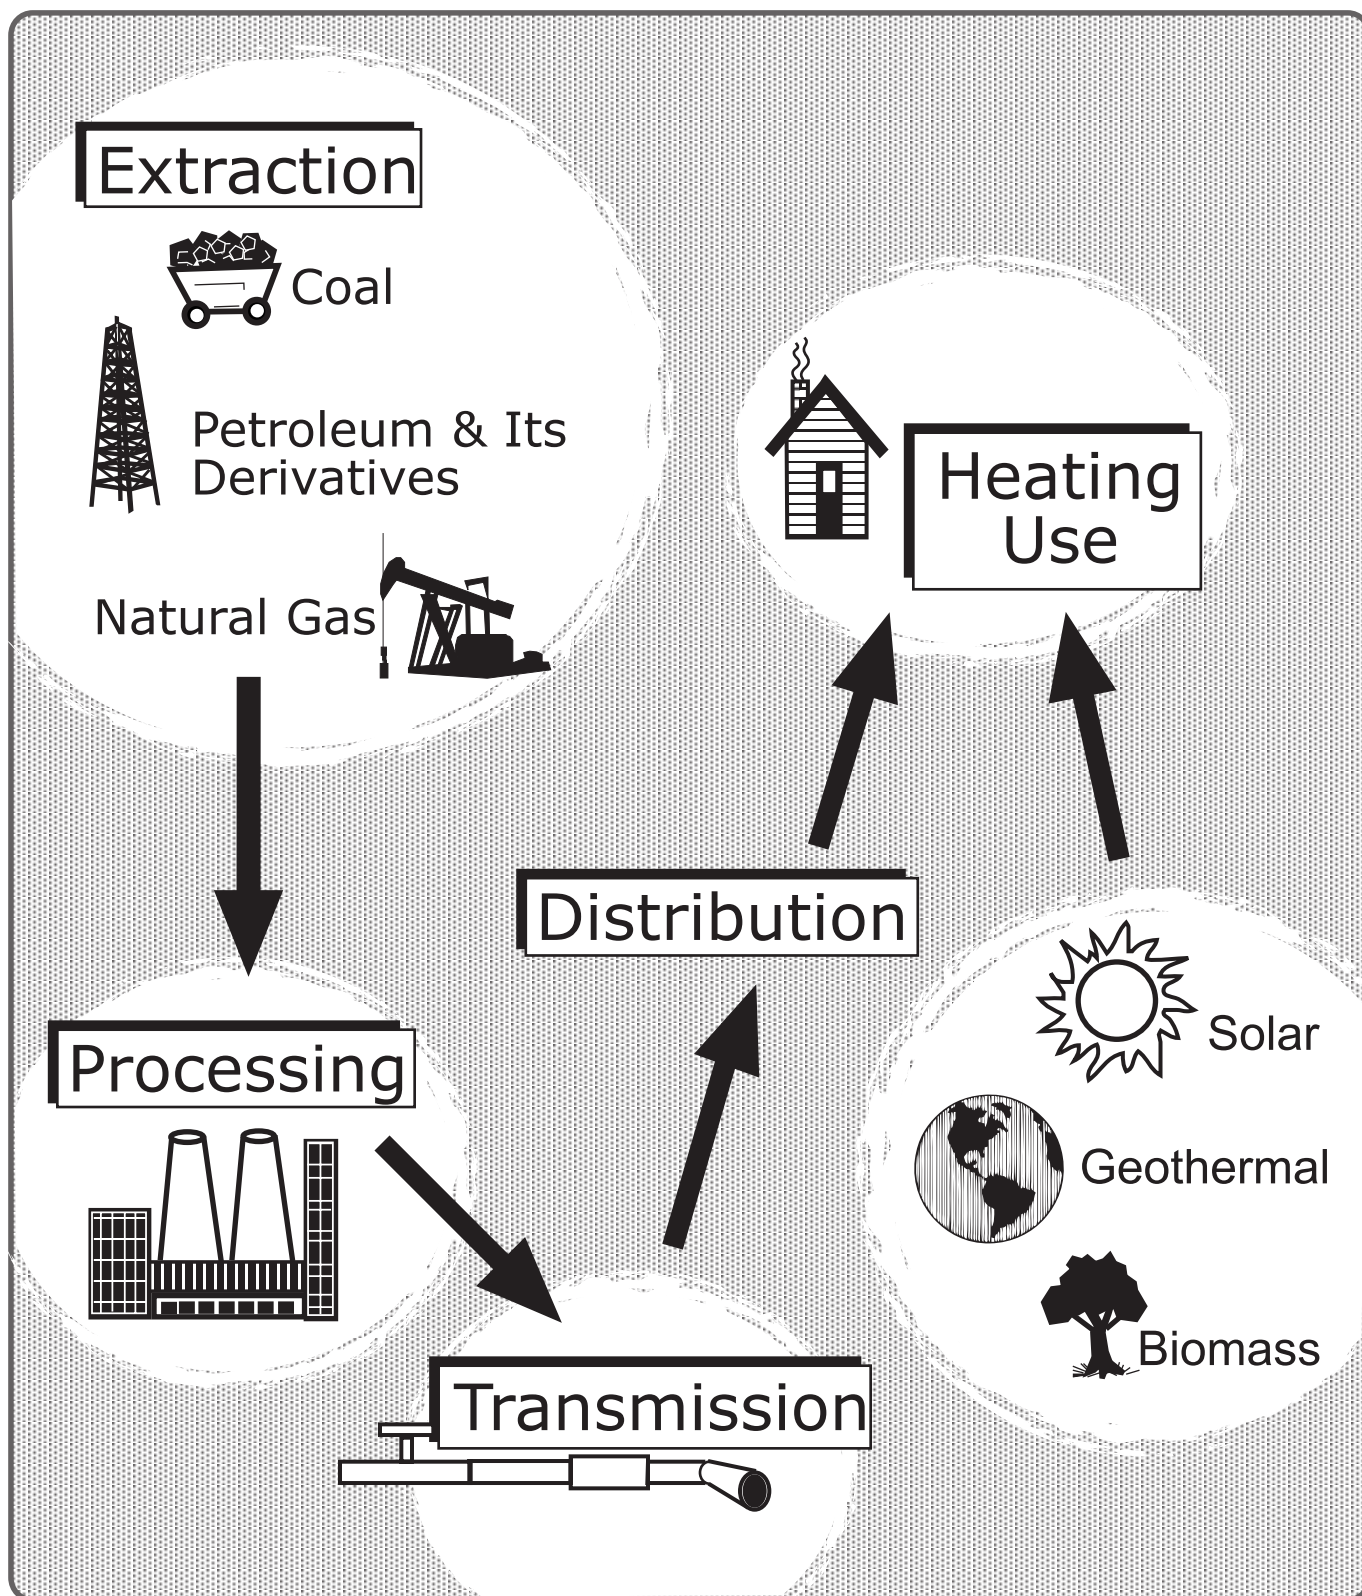 Extraction
Coal
Petroleum & Its
Derivatives
Natural Gas
Heating
Use
Distribution
Processing
Solar
Geothermal
Biomass
Transmission